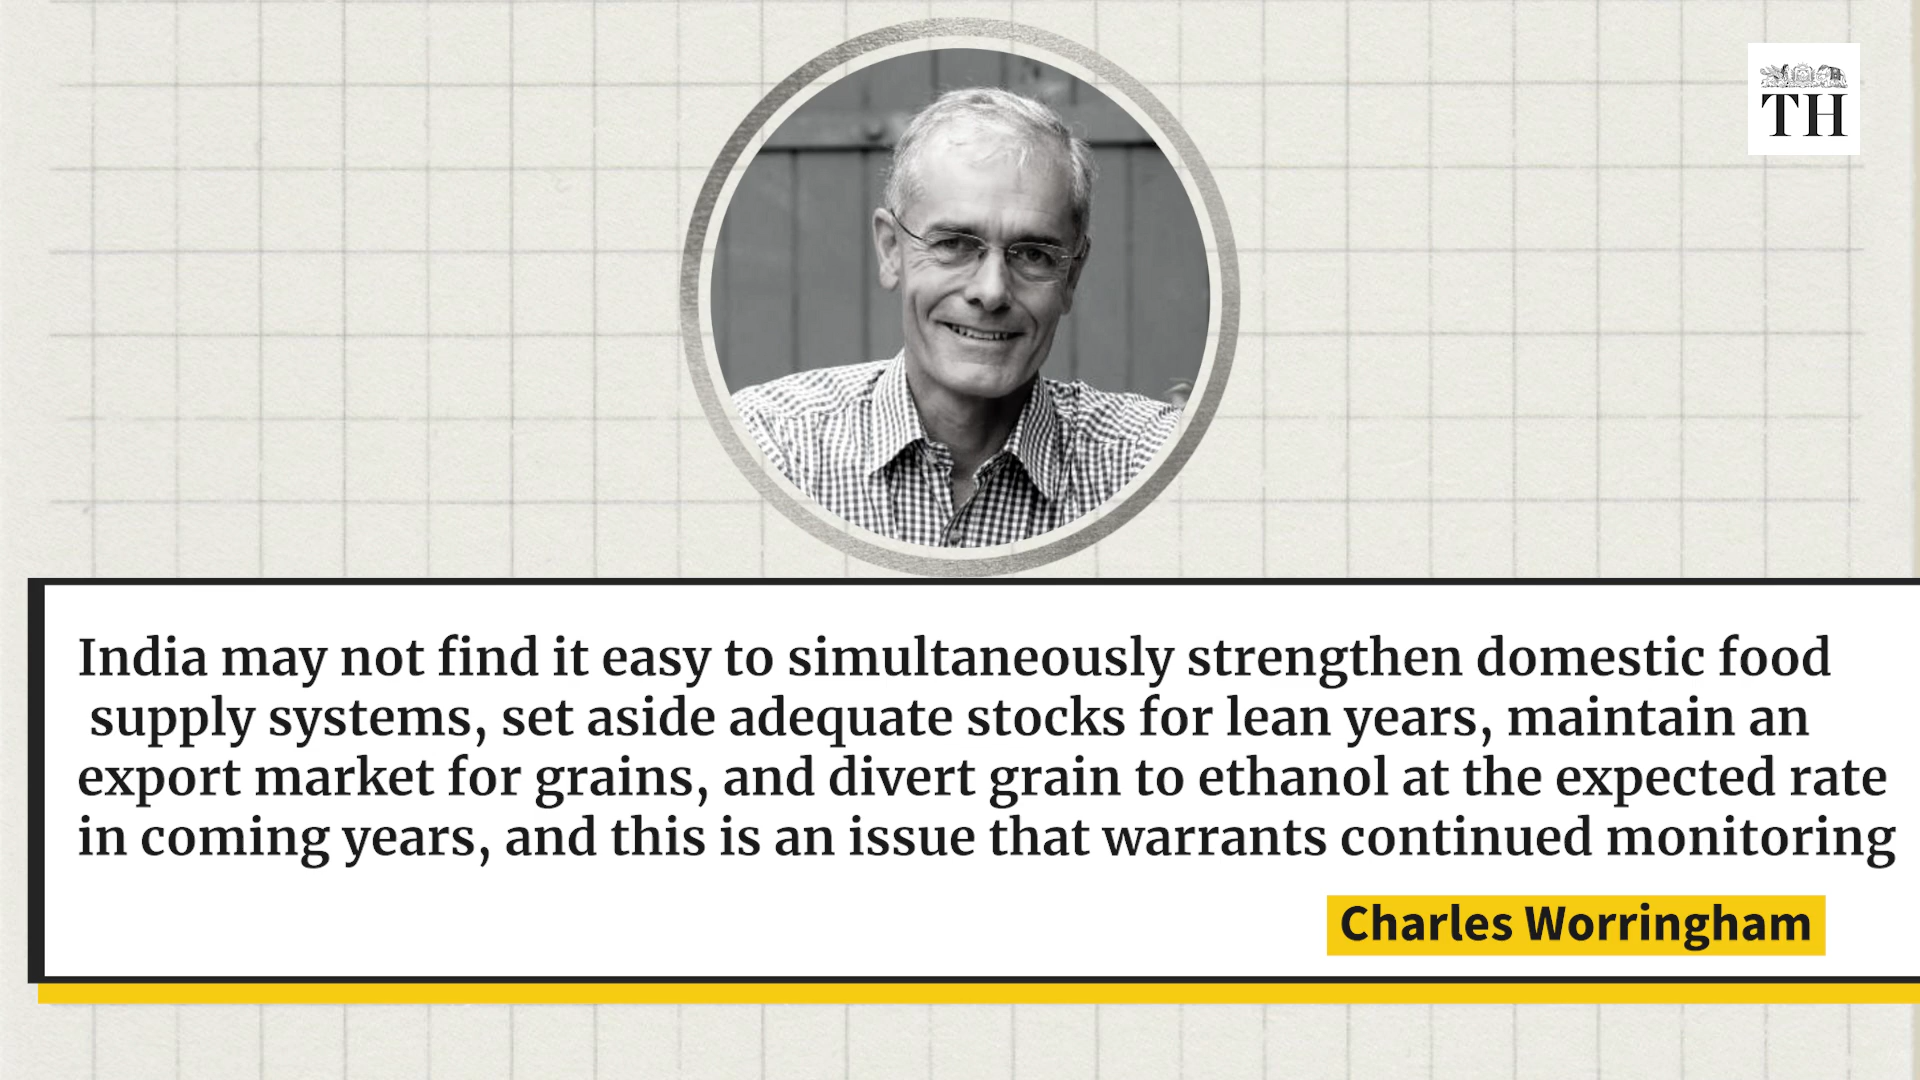 TH
India may not find it easy to simultaneously strengthen domestic food
supply systems, set aside adequate stocks for lean years, maintain an
export market for grains, and divert grain to ethanol at the expected rate
in coming years, and this is an issue that warrants continued monitoring
Charles Worringham